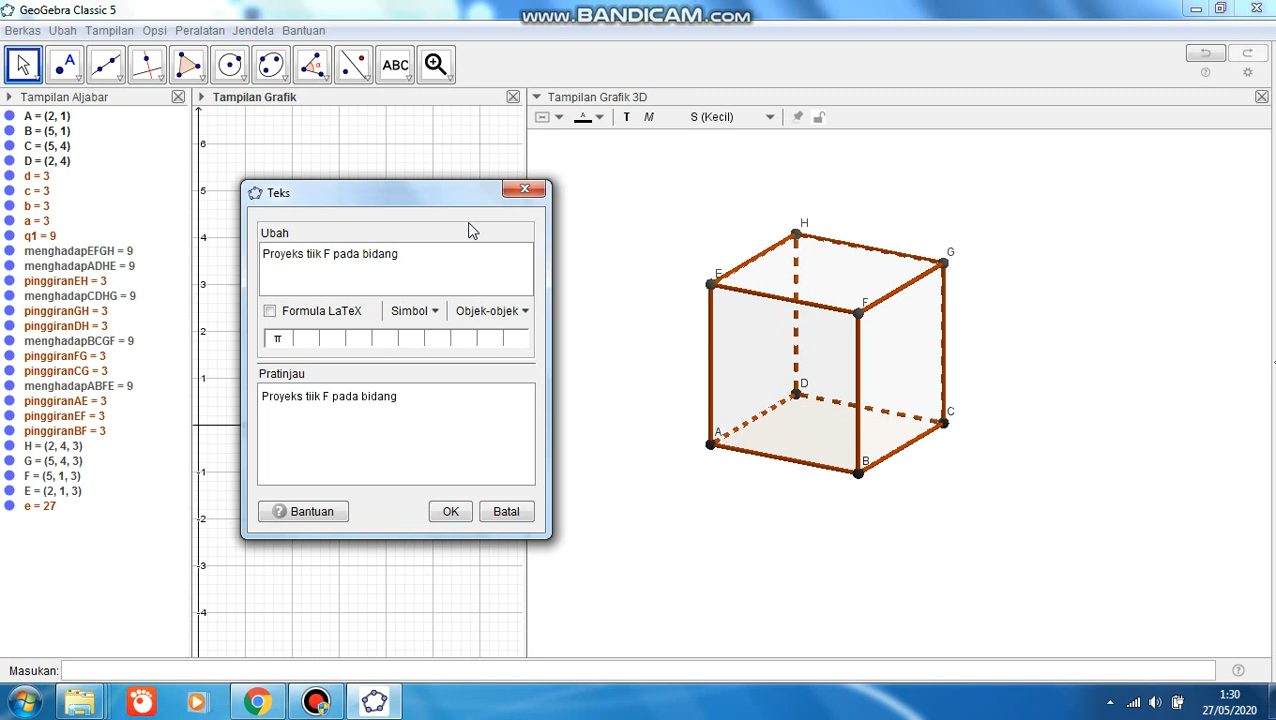 GeoGebra Classic 5
www.BANDICAM.com
Berkas Ubah Tampilan Opsi Peralatan Jendela Bantuan
A
α
ABC
Tampilan Aljabar
Tampilan Grafik
Tampilan Grafik 3D
A T M S (Kecil)
A = (2, 1)
B = (5, 1)
C = (5, 4)
D = (2, 4)
d = 3
c = 3
b = 3
a = 3
q1 = 9
menghadapEFGH = 9
menghadapADHE = 9
pinggiranEH = 3
menghadapCDHG = 9
pinggiranGH = 3
pinggiranDH = 3
menghadapBCGF = 9
pinggiranFG = 3
pinggiranCG = 3
menghadapABFE = 9
pinggiranAE = 3
pinggiranEF = 3
pinggiranBF = 3
H = (2, 4, 3)
G = (5, 4, 3)
F = (5, 1, 3)
E = (2, 1, 3)
e = 27
6
5
4
3
2
1
-1
-2
-3
-4
Teks
Ubah
Proyeks tiik F pada bidang
Formula LaTeX Simbol Objek-objek
π
Pratinjau
Proyeks tiik F pada bidang
? Bantuan OK Batal
H
G
E
F
D
C
A
B
Masukan:
1:30
27/05/2020